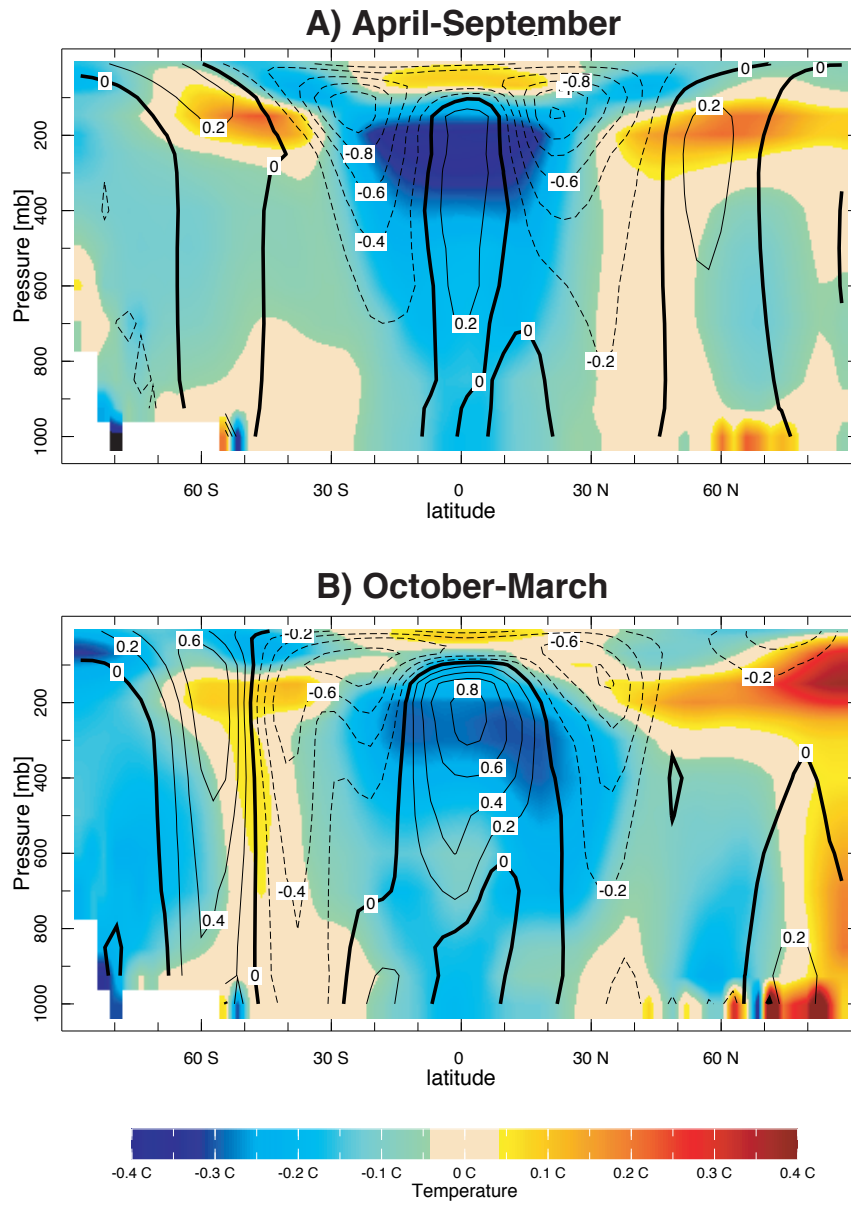 A) April-September
0
0
0
-0.8
0.2
0.2
0
-0.8
-0.6
-0.6
-0.4
0.2
0
-0.2
0
200
400
600
800
1000
Pressure [mb]
60 S
30 S
0
30 N
60 N
latitude
B) October-March
0.2
0.6
-0.2
-0.6
0
-0.2
-0.6
0.8
0
0.6
0.4
0.2
0
-0.4
0
-0.2
0.4
0.2
0
200
400
600
800
1000
Pressure [mb]
60 S
30 S
0
30 N
60 N
latitude
-0.4 C
-0.3 C
-0.2 C
-0.1 C
0 C
0.1 C
0.2 C
0.3 C
0.4 C
Temperature